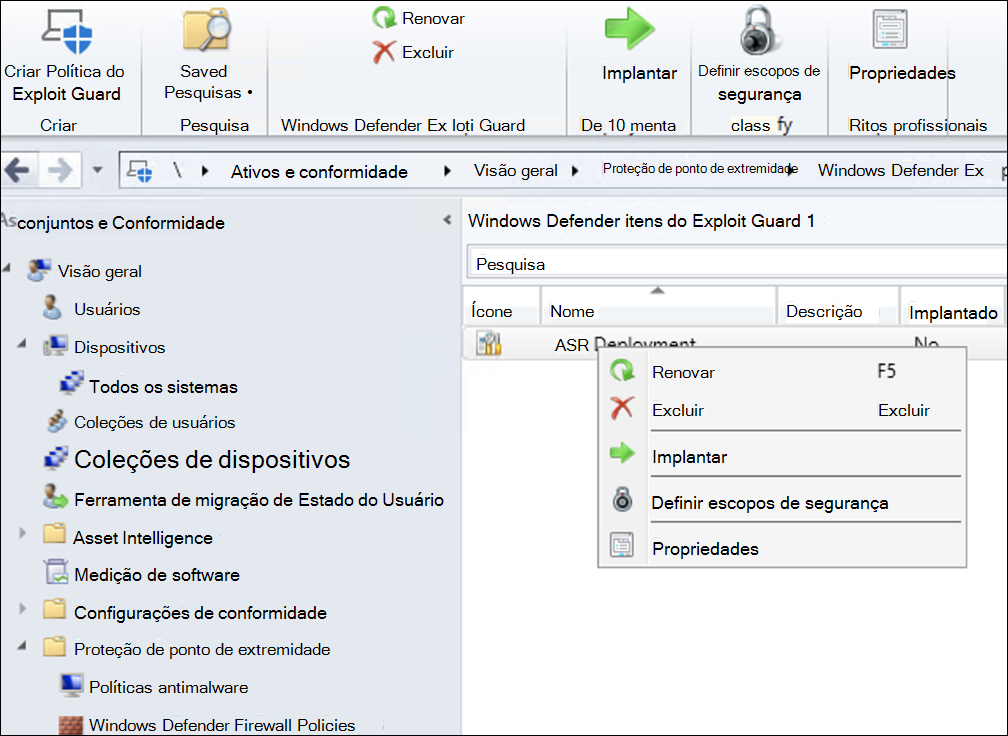 Criar Política do
Exploit Guard
Criar
Saved
Pesquisas
Pesquisa
Renovar
Excluir
Windows Defender Ex loti Guard
Implantar
De 10 menta
Definir escopos de
segurança
class fy
Propriedades
Ritos profissionais
\ Ativos e conformidade Visão geral Proteção de ponto de extremidade Windows Defender Ex
Asconjuntos e Conformidade
Visão geral
Usuários
Dispositivos
Todos os sistemas
Coleções de usuários
Coleções de dispositivos
Ferramenta de migração de Estado do Usuário
Asset Intelligence
Medição de software
Configurações de conformidade
Proteção de ponto de extremidade
Políticas antimalware
Windows Defender Firewall Policies
Windows Defender itens do Exploit Guard 1
Pesquisa
Ícone Nome Descrição Implantado
ASR Deployment No
Renovar F5
Excluir Excluir
Implantar
Definir escopos de segurança
Propriedades